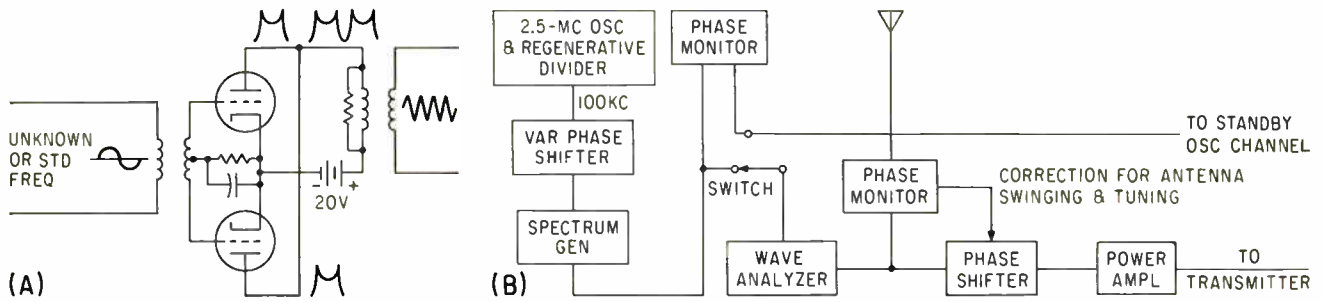 UNKNOWN
OR STD
FREQ
- +
20V
(A)
2.5-MC OSC
& REGENERATIVE
DIVIDER
100KC
VAR PHASE
SHIFTER
SPECTRUM
GEN
(B)
PHASE
MONITOR
SWITCH
WAVE
ANALYZER
TO STANDBY
OSC CHANNEL
PHASE
MONITOR
CORRECTION FOR ANTENNA
SWINGING & TUNING
PHASE
SHIFTER
POWER
AMPL
TO
TRANSMITTER